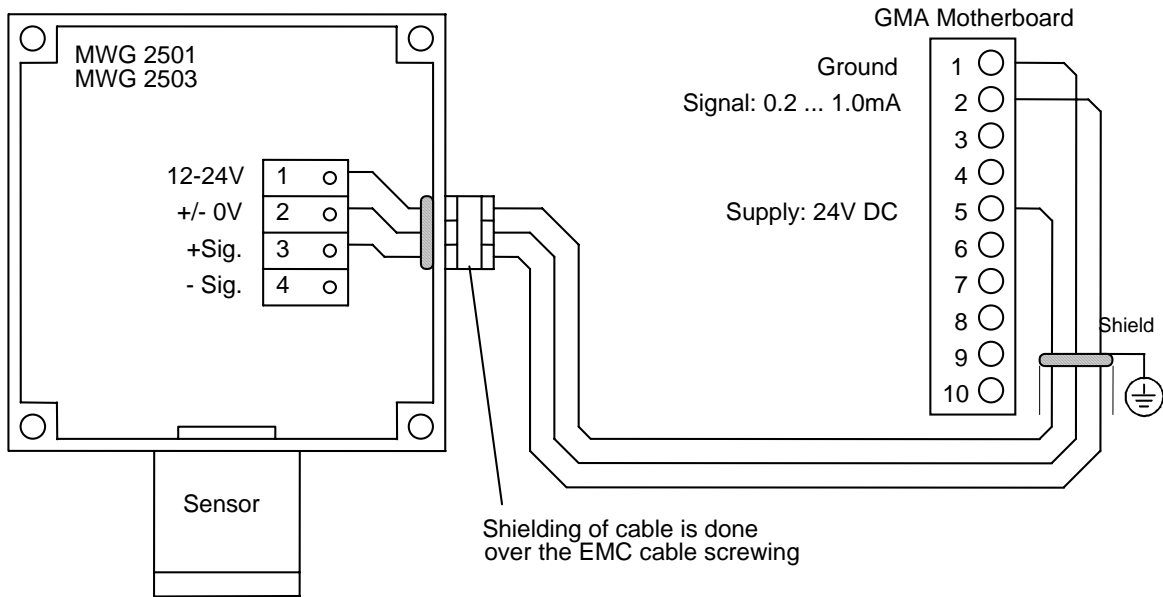 GMA Motherboard
MWG 2501
MWG 2503
12-24V 1
+/- 0V 2
+Sig. 3
- Sig. 4
Ground 1
Signal: 0.2 ... 1.0mA 2
3
4
Supply: 24V DC 5
6
7
8
9
10
Shield
Sensor
Shielding of cable is done
over the EMC cable screwing